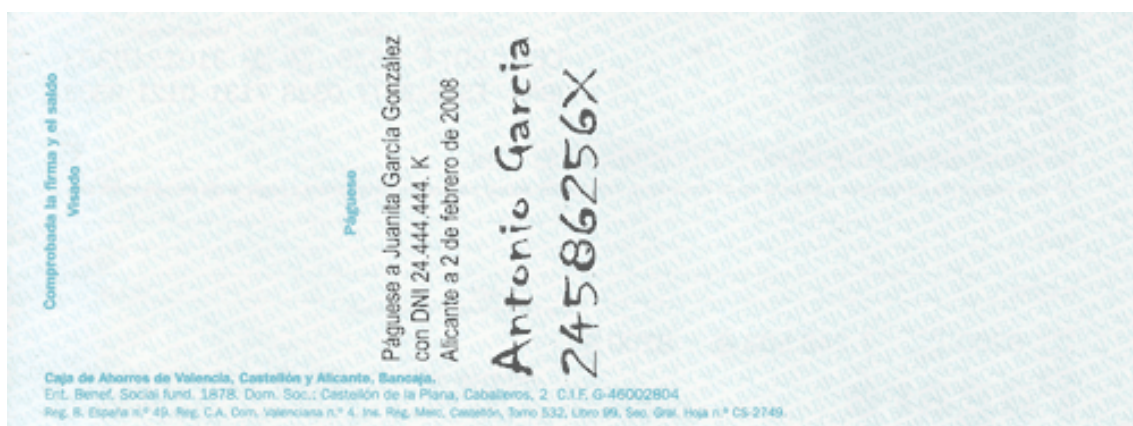 Comprobada la firma y el saldo
Visado
Páguese
Páguese a Juanita García González
con DNI 24.444.444. K
Alicante a 2 de febrero de 2008
Antonio Garcia
24586256X
Caja de Ahorros de Valencia, Castellón y Alicante, Bancaja.
Ent. Benef. Social fund. 1878. Dom. Soc.: Castellón de la Plana, Caballeros, 2 C.I.F. G-46002804
Reg. B. España n.º 49. Reg. C.A. Com. Valenciana n.º 4. Ins. Reg. Merc. Castellón, Tomo 532, Libro 99, Sec. Gral. Hoja n.º CS-2749.